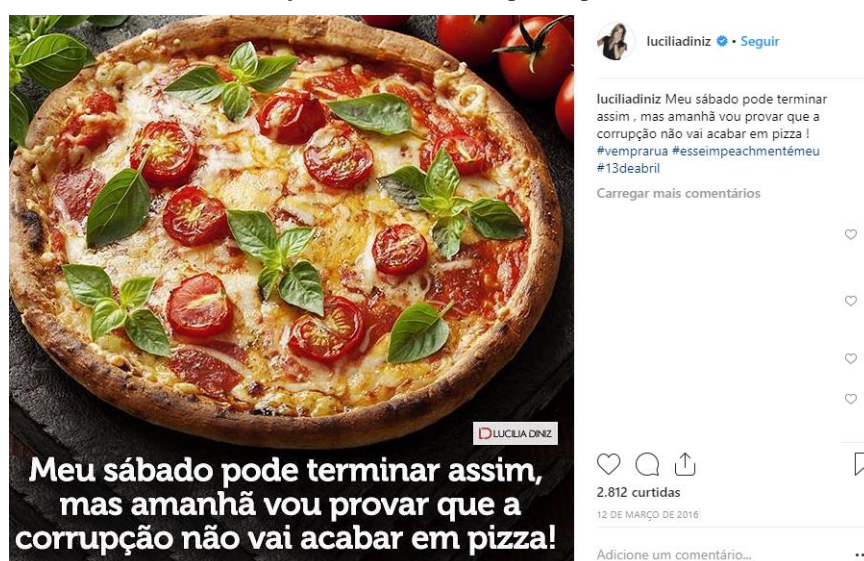 LUCILIA DINIZ
Meu sábado pode terminar assim,
mas amanhã vou provar que a
corrupção não vai acabar em pizza!
luciliadiniz • Seguir
luciliadiniz Meu sábado pode terminar
assim , mas amanhã vou provar que a
corrupção não vai acabar em pizza !
#vemprarua #esseimpeachmentémeu
#13deabril
Carregar mais comentários
2.812 curtidas
12 DE MARÇO DE 2016
Adicione um comentário...